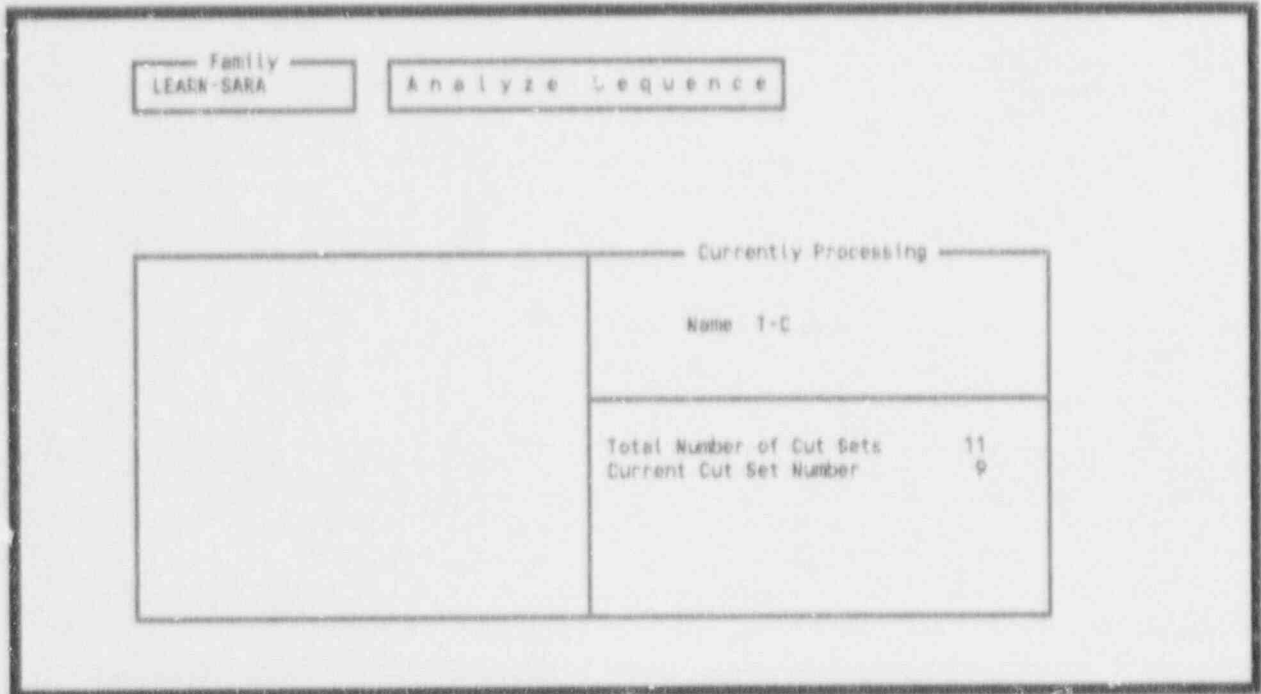 Family
LEARN-SARA
Analyze Sequence
Currently Processing
Name T-C
Total Number of Cut Sets 11
Current Cut Set Number 9